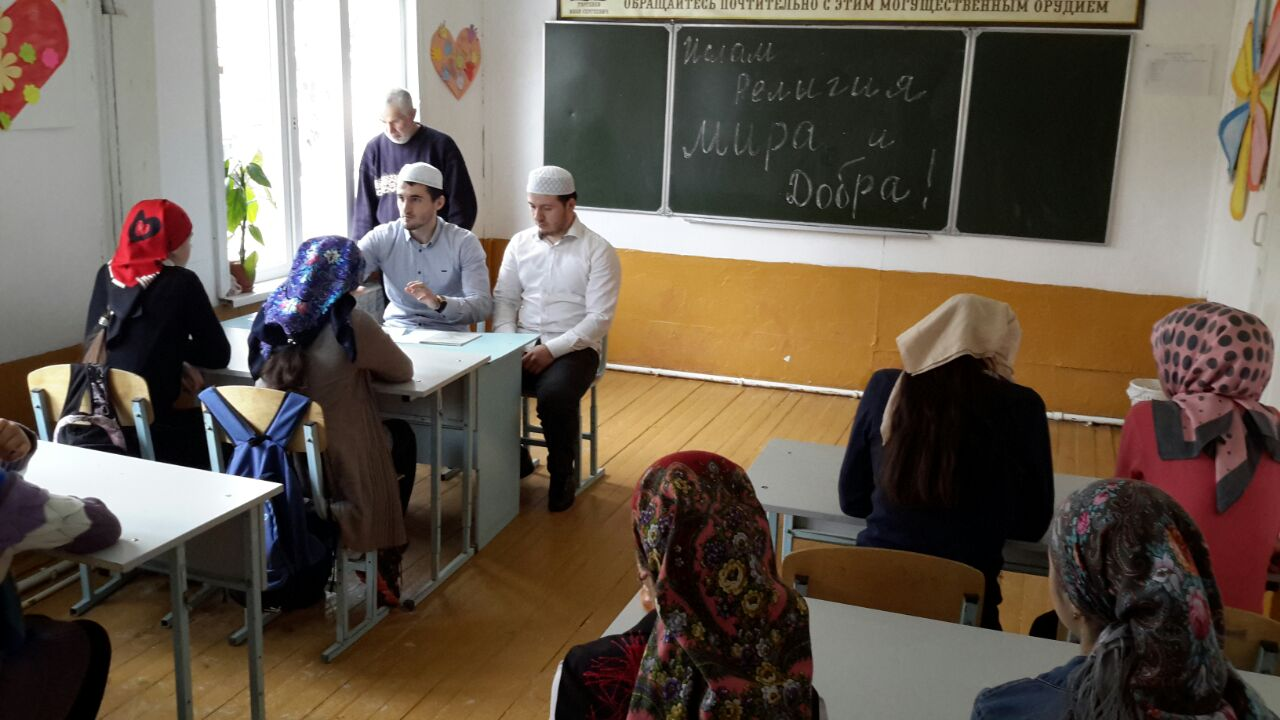 ОБРАЩАЙТЕСЬ ПОЧТИТЕЛЬНО С ЭТИМ МОГУЩЕСТВЕННЫМ ОРУДИЕМ
Ислам
Религия
Мира и
Добра!